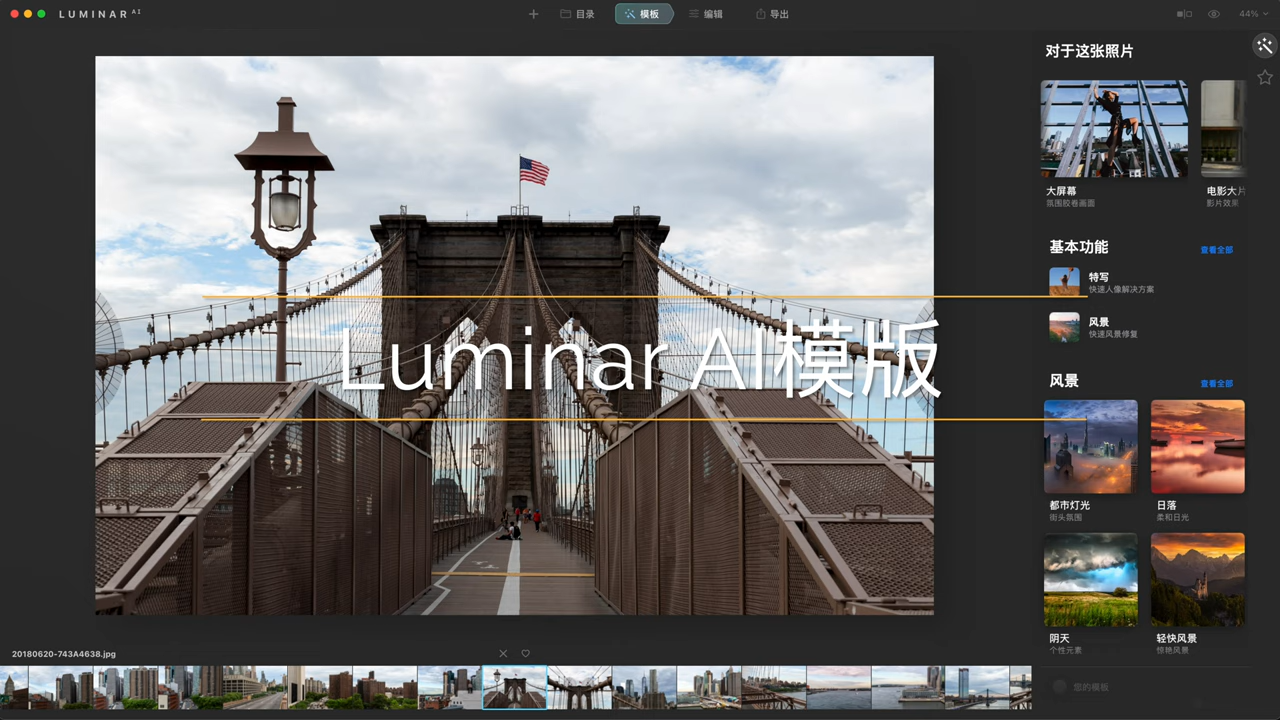 LUMINAR AI
目录
模板
编辑
导出
44%
对于这张照片
大屏幕
氛围胶卷画面
电影大片
影片效果
基本功能
查看全部
特写
快速人像解决方案
风景
快速风景修复
Luminar AI模版
风景
查看全部
都市灯光
街头氛围
日落
柔和日光
阴天
个性元素
轻快风景
惊艳风景
20180620-743A4638.jpg
您的模板